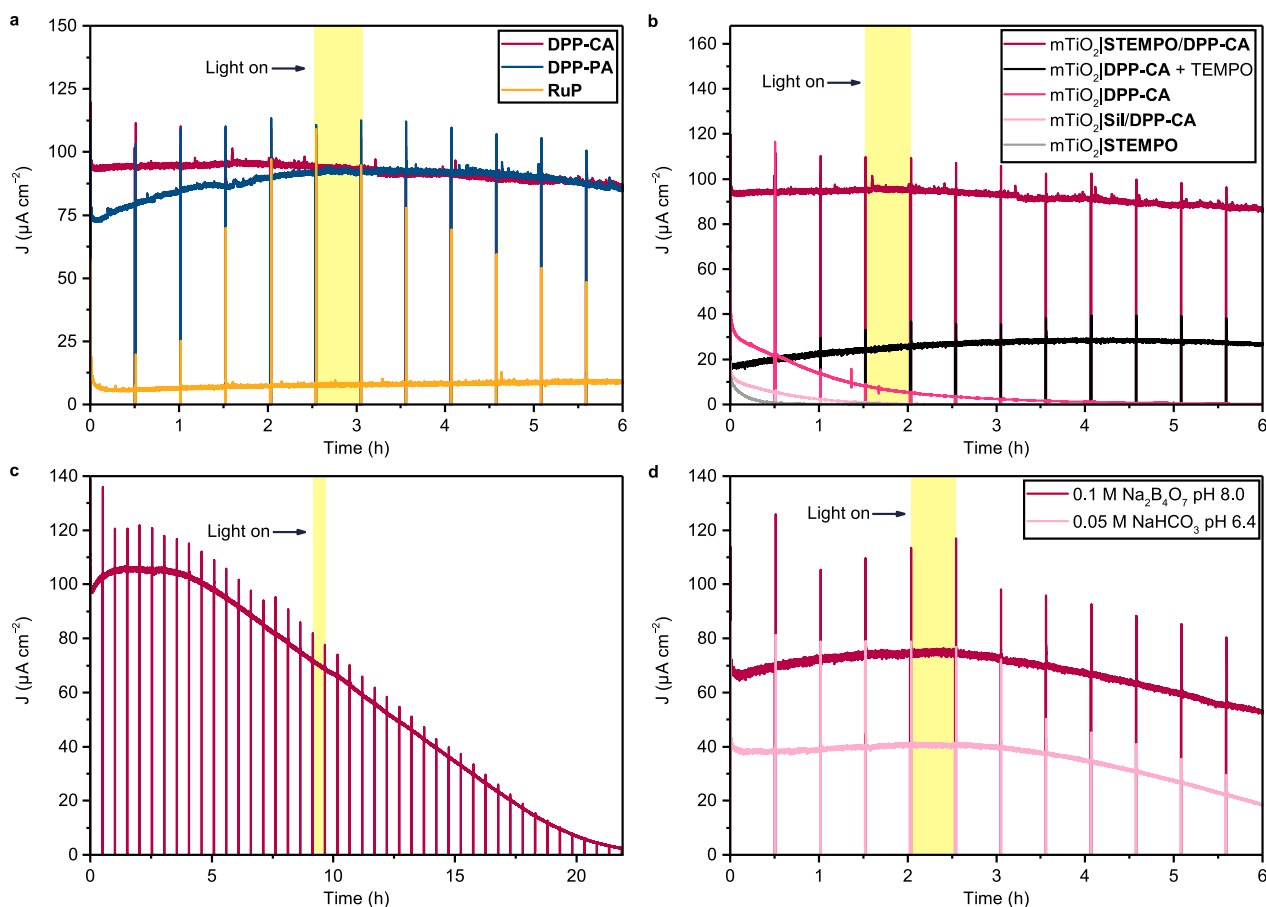 a
150
125
100
75
50
25
0
J (µA cm⁻²)
0 1 2 3 4 5 6
Time (h)
Light on
DPP-CA
DPP-PA
RuP
b
160
140
120
100
80
60
40
20
0
J (µA cm⁻²)
0 1 2 3 4 5 6
Time (h)
Light on
mTiO₂|STEMPO/DPP-CA
mTiO₂|DPP-CA + TEMPO
mTiO₂|DPP-CA
mTiO₂|Sil/DPP-CA
mTiO₂|STEMPO
c
140
120
100
80
60
40
20
0
J (µA cm⁻²)
0 5 10 15 20
Time (h)
Light on
d
140
120
100
80
60
40
20
0
J (µA cm⁻²)
0 1 2 3 4 5 6
Time (h)
Light on
0.1 M Na₂B₄O₇ pH 8.0
0.05 M NaHCO₃ pH 6.4